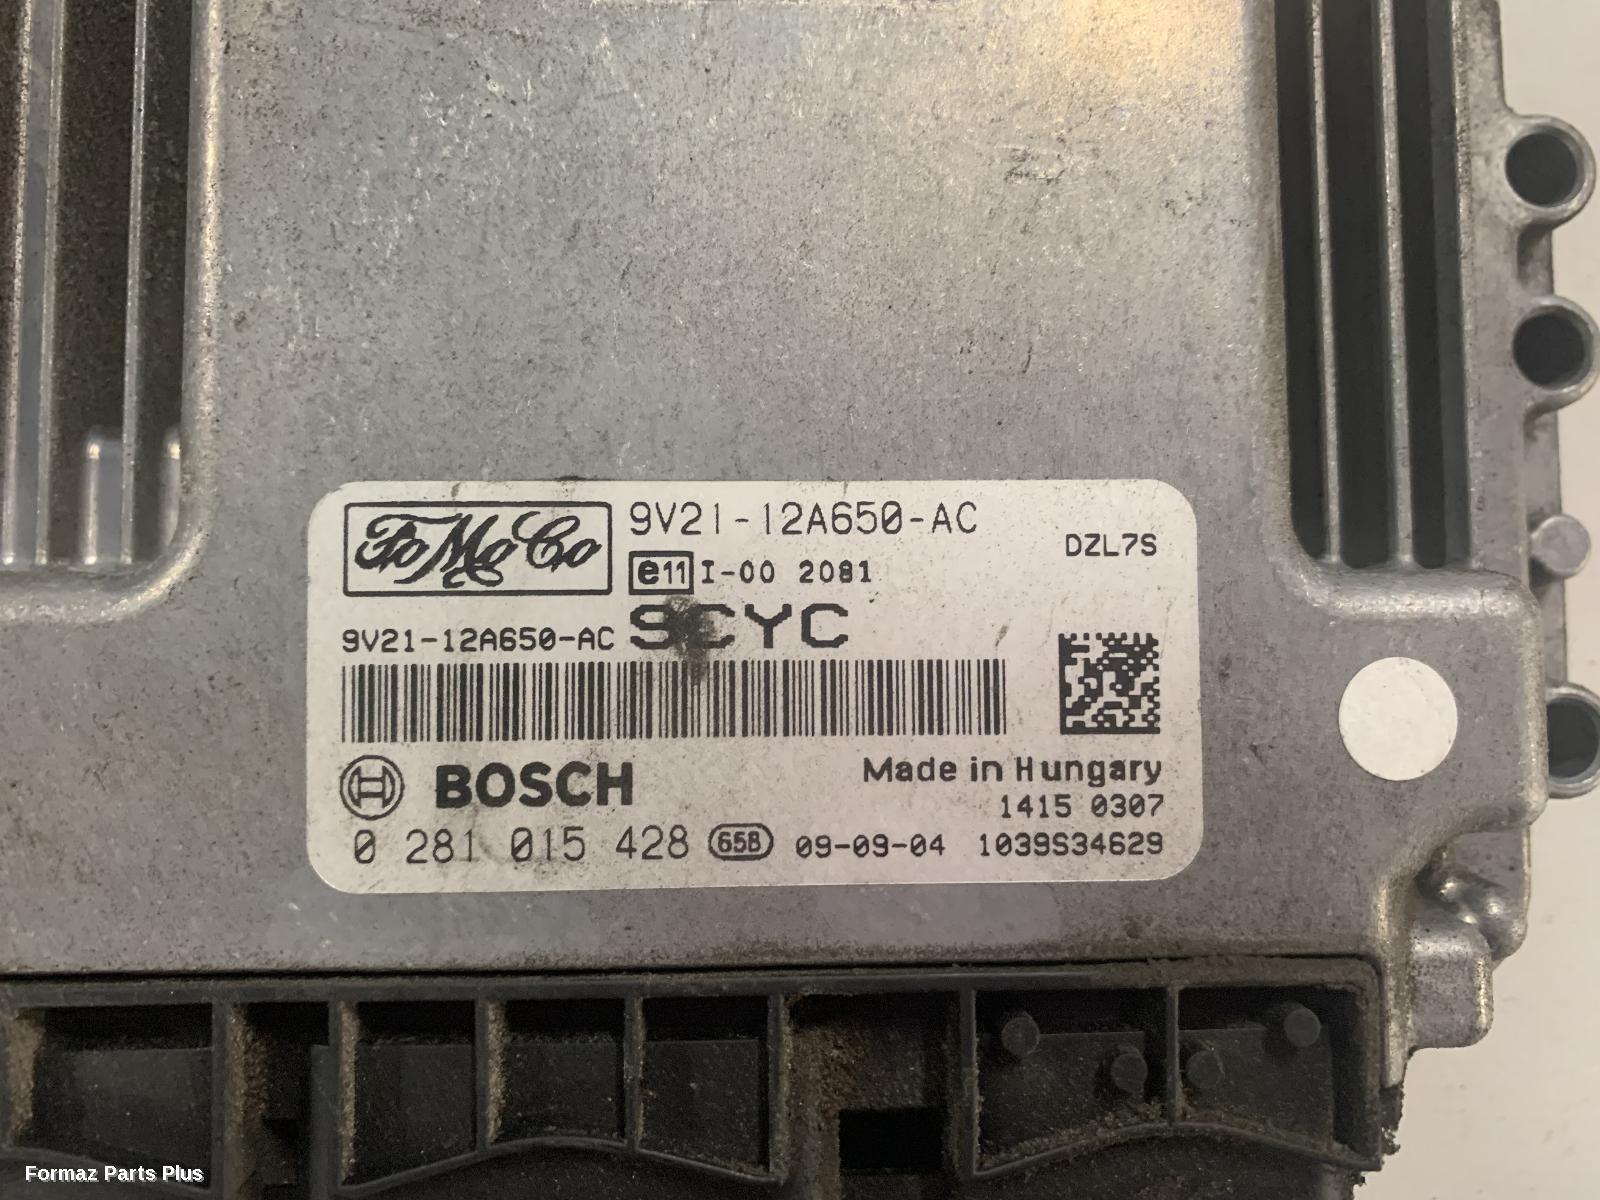 FoMoCo
9V21-12A650-AC
DZL7S
e11 I-00 2081
9V21-12A650-AC 9CYC
BOSCH
Made in Hungary
1415 0307
0 281 015 428 65B 09-09-04 1039S34629
Formaz Parts Plus